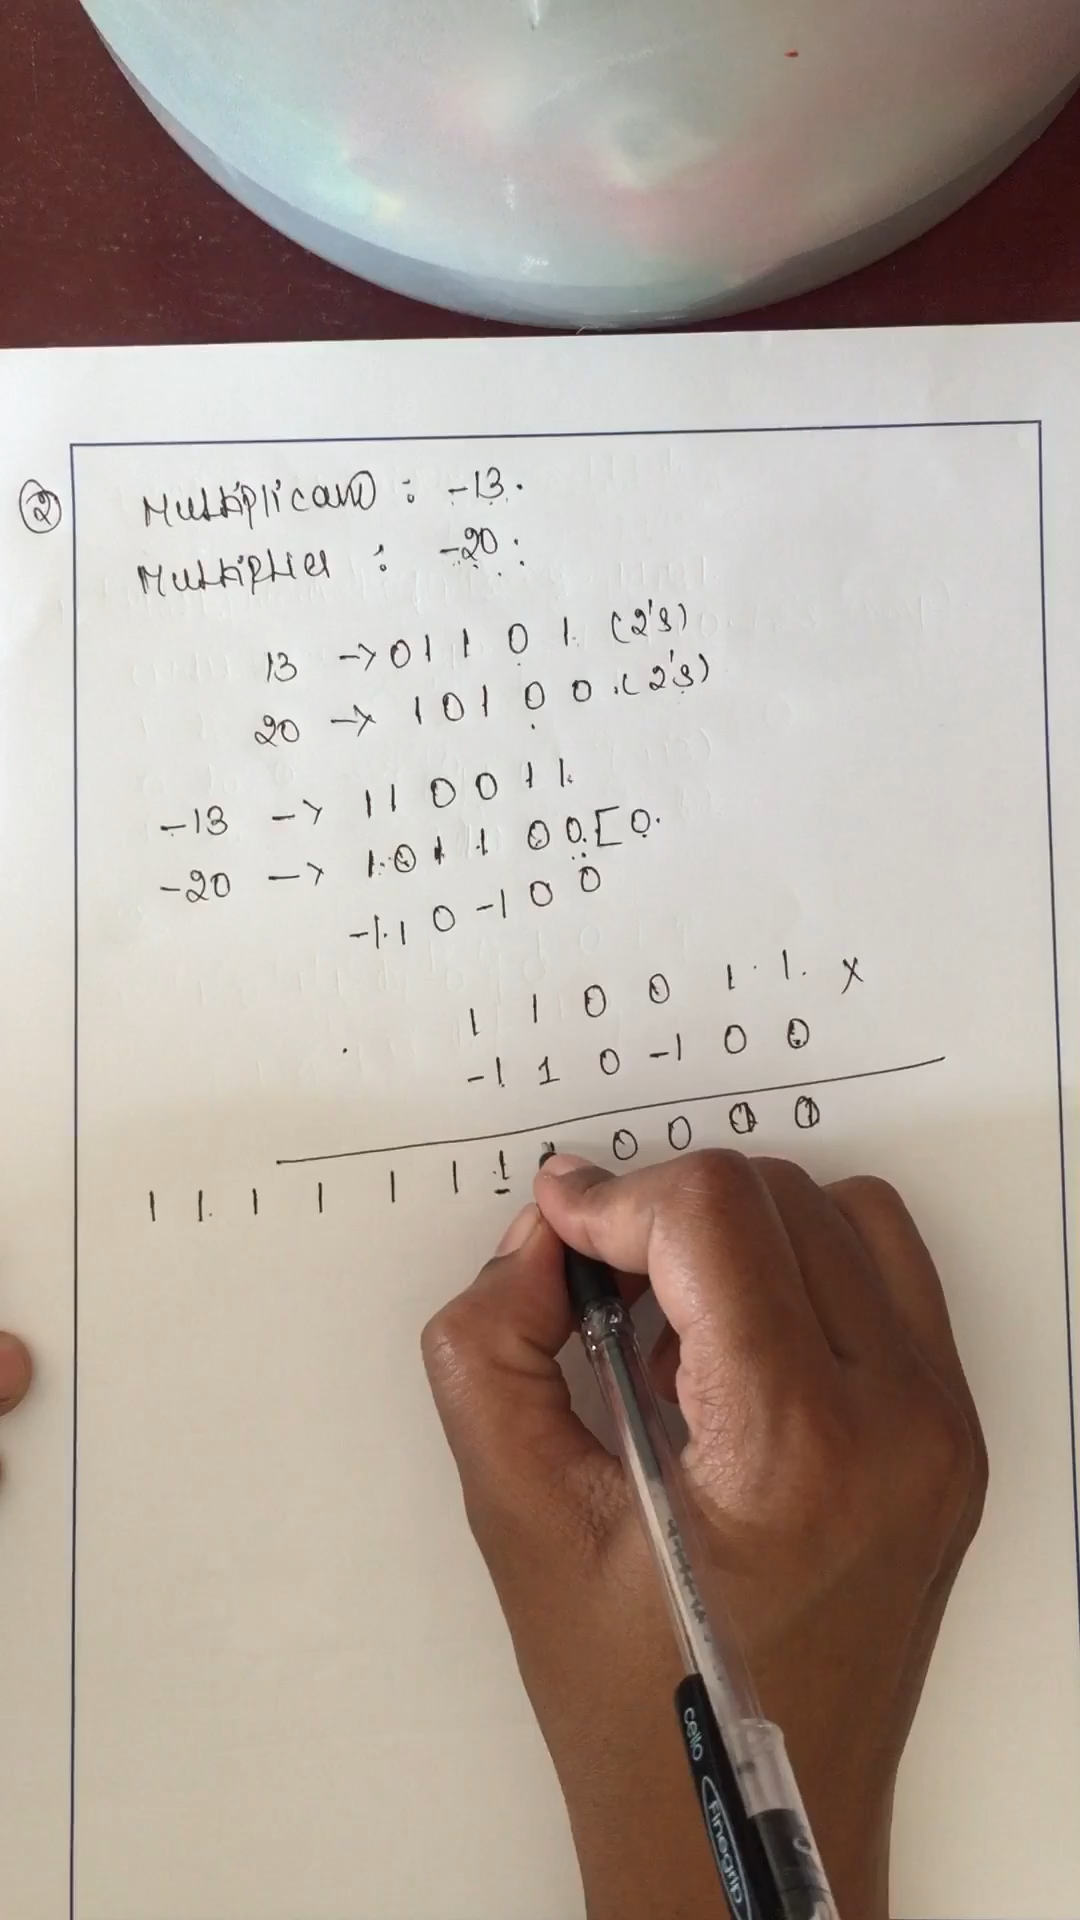 ② Multiplicand : -13.
Multiplier : -20.
13 -> 0 1 1 0 1. (2's)
20 -> 1 0 1 0 0. (2's)
-13 -> 1 1 0 0 1 1.
-20 -> 1 0 1 1 0 0. [0.
-1 1 0 -1 0 0
1 1 0 0 1 1. x
-1 1 0 -1 0 0
1 1. 1 1 1 1 1 0 0 0 0
cello
Finegrip